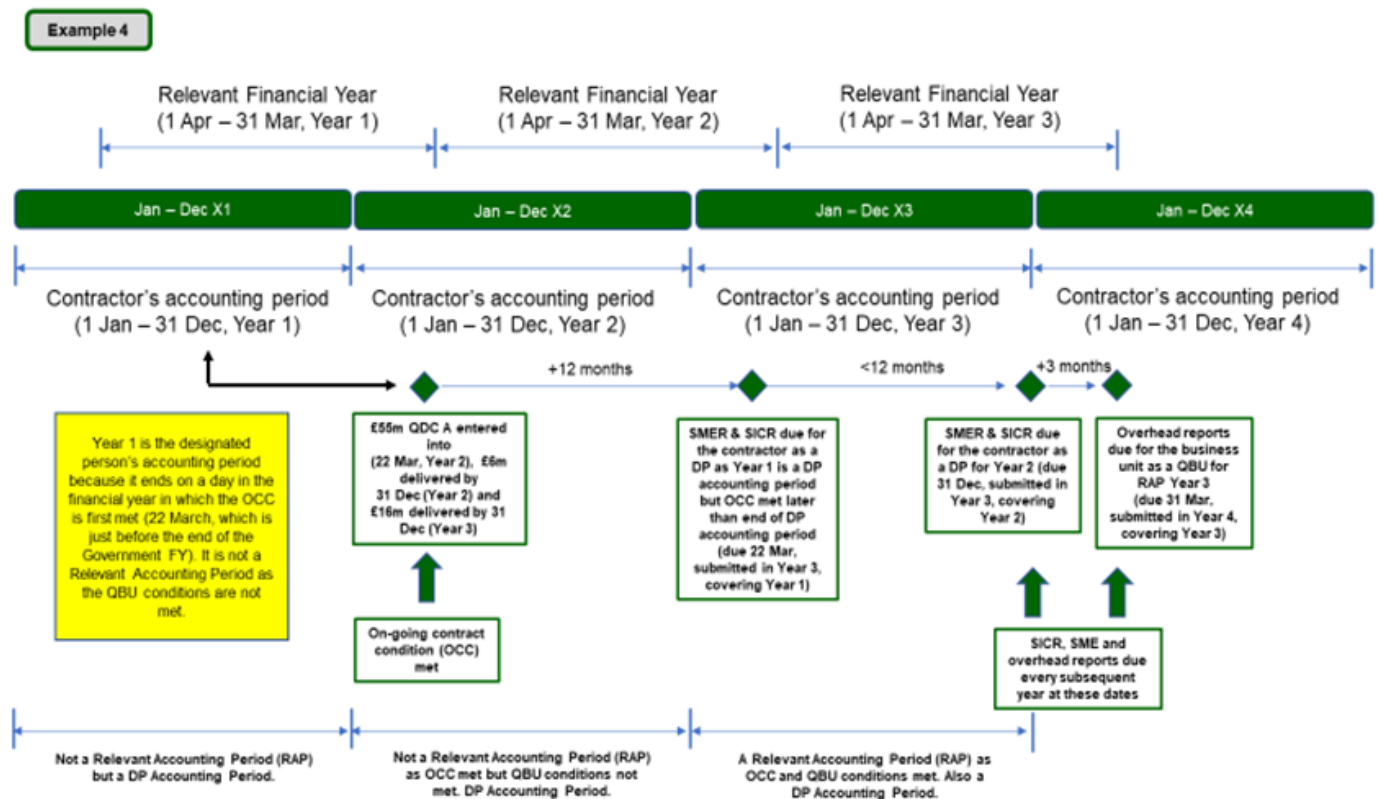 Example 4
Relevant Financial Year
(1 Apr – 31 Mar, Year 1)
Relevant Financial Year
(1 Apr – 31 Mar, Year 2)
Relevant Financial Year
(1 Apr – 31 Mar, Year 3)
Jan – Dec X1
Jan – Dec X2
Jan – Dec X3
Jan – Dec X4
Contractor's accounting period
(1 Jan – 31 Dec, Year 1)
Contractor's accounting period
(1 Jan – 31 Dec, Year 2)
Contractor's accounting period
(1 Jan – 31 Dec, Year 3)
Contractor's accounting period
(1 Jan – 31 Dec, Year 4)
+12 months
<12 months
+3 months
Year 1 is the designated
person's accounting period
because it ends on a day in the
financial year in which the OCC
is first met (22 March, which is
just before the end of the
Government FY). It is not a
Relevant Accounting Period as
the QBU conditions are not
met.
£55m QDC A entered
into
(22 Mar, Year 2), £6m
delivered by
31 Dec (Year 2) and
£16m delivered by 31
Dec (Year 3)
SMER & SICR due for
the contractor as a
DP as Year 1 is a DP
accounting period
but OCC met later
than end of DP
accounting period
(due 22 Mar,
submitted in Year 3,
covering Year 1)
SMER & SICR due
for the contractor as
a DP for Year 2 (due
31 Dec, submitted in
Year 3, covering
Year 2)
Overhead reports
due for the business
unit as a QBU for
RAP Year 3
(due 31 Mar,
submitted in Year 4,
covering Year 3)
On-going contract
condition (OCC)
met
SICR, SME and
overhead reports due
every subsequent
year at these dates
Not a Relevant Accounting Period (RAP)
but a DP Accounting Period.
Not a Relevant Accounting Period (RAP)
as OCC met but QBU conditions not
met. DP Accounting Period.
A Relevant Accounting Period (RAP) as
OCC and QBU conditions met. Also a
DP Accounting Period.